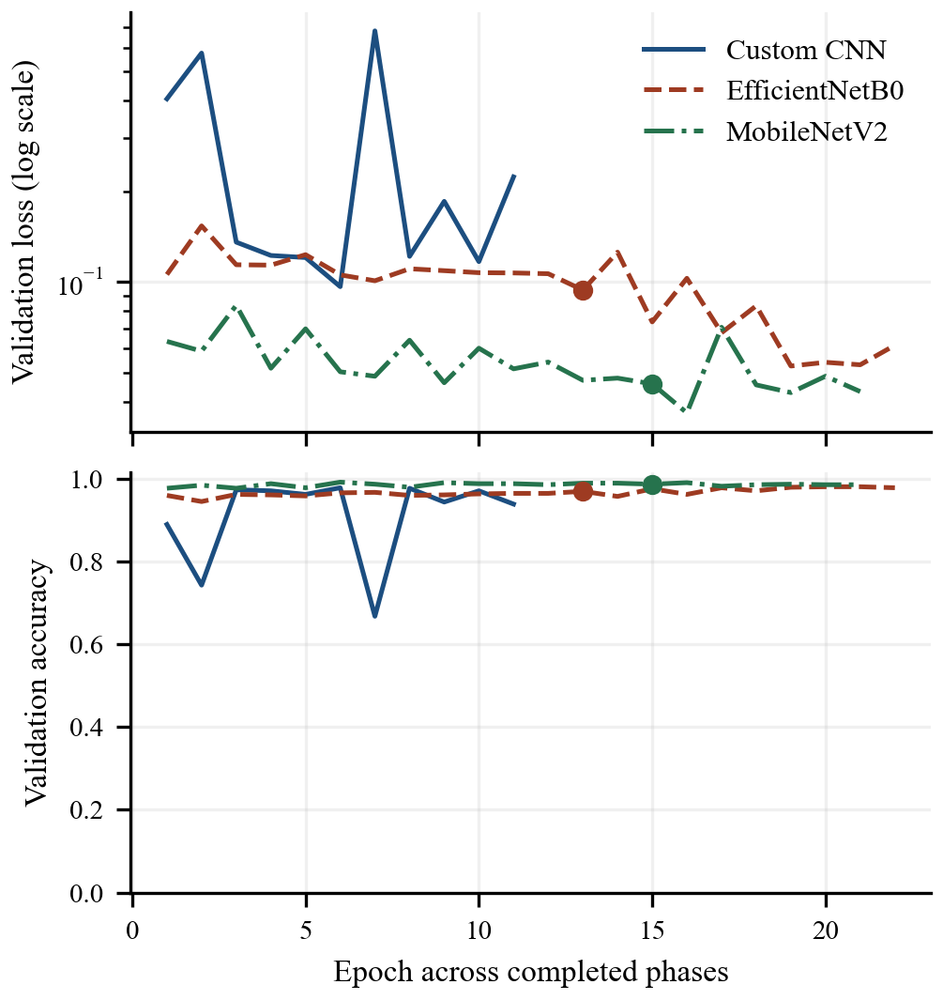 Validation loss (log scale)
10⁻¹
Custom CNN
EfficientNetB0
MobileNetV2
Validation accuracy
1.0
0.8
0.6
0.4
0.2
0.0
0 5 10 15 20
Epoch across completed phases